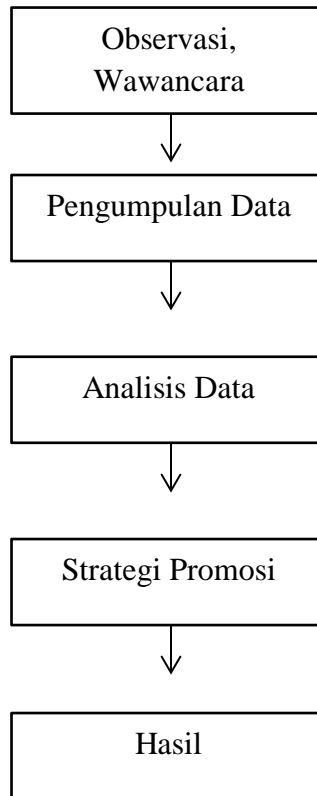 Observasi,
Wawancara
Pengumpulan Data
Analisis Data
Strategi Promosi
Hasil